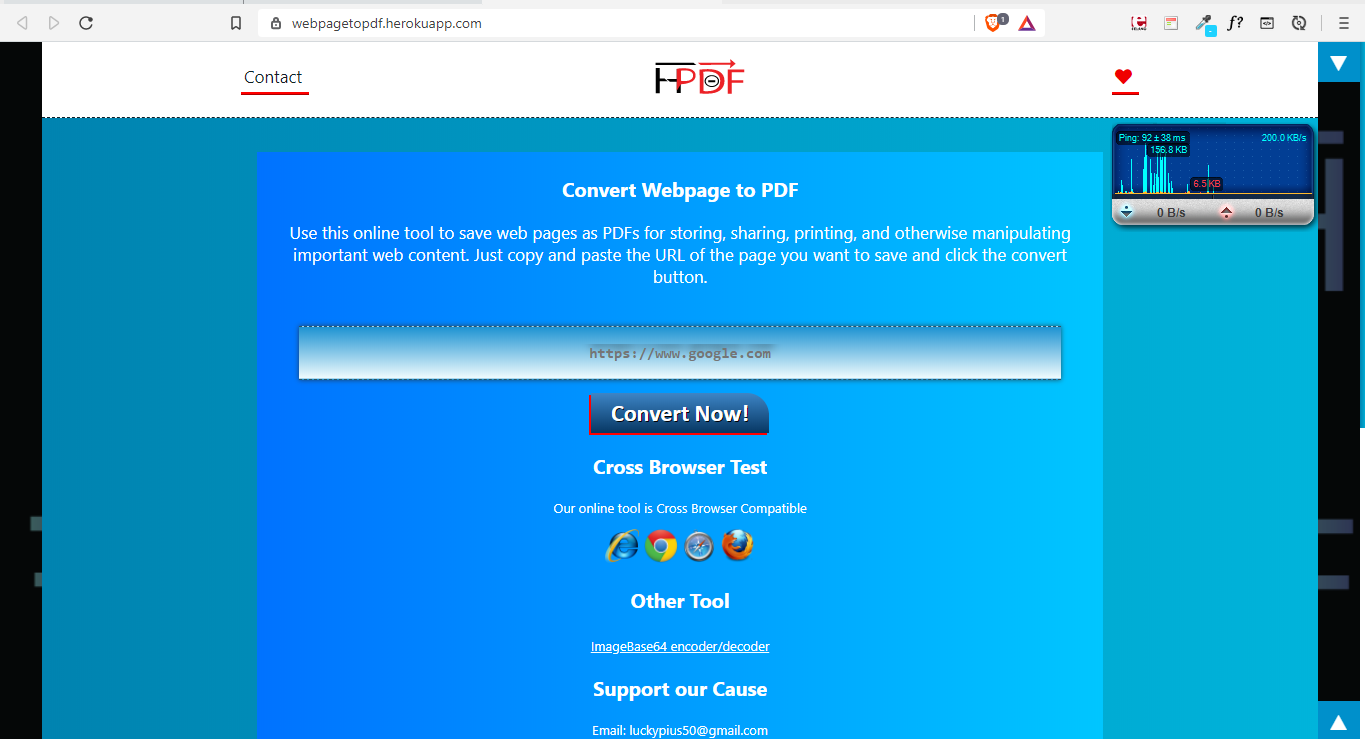 webpagetopdf.herokuapp.com
1
f?
Contact
HPDF
Ping: 92 ± 38 ms
200.0 KB/s
156.8 KB
6.5 KB
0 B/s
0 B/s
Convert Webpage to PDF
Use this online tool to save web pages as PDFs for storing, sharing, printing, and otherwise manipulating
important web content. Just copy and paste the URL of the page you want to save and click the convert
button.
https://www.google.com
Convert Now!
Cross Browser Test
Our online tool is Cross Browser Compatible
Other Tool
ImageBase64 encoder/decoder
Support our Cause
Email: luckypius50@gmail.com